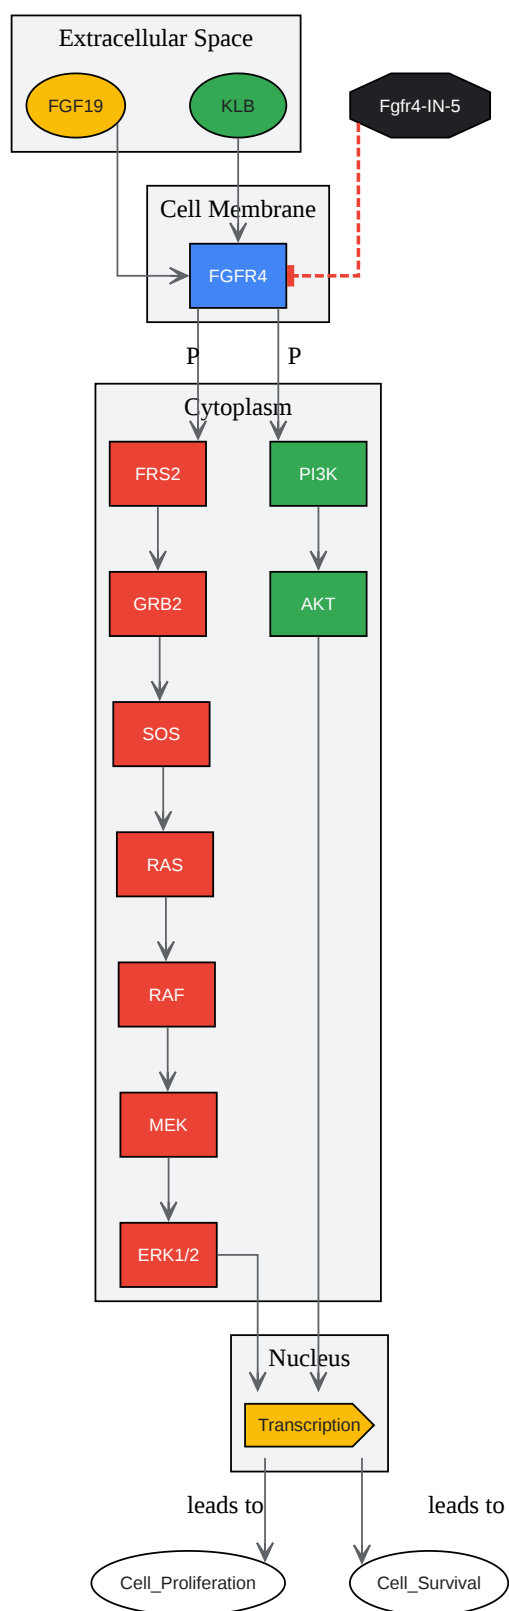 Extracellular Space
FGF19
KLB
Fgfr4-IN-5
Cell Membrane
FGFR4
P
P
Cytoplasm
FRS2
PI3K
GRB2
AKT
SOS
RAS
RAF
MEK
ERK1/2
Nucleus
Transcription
leads to
leads to
Cell_Proliferation
Cell_Survival